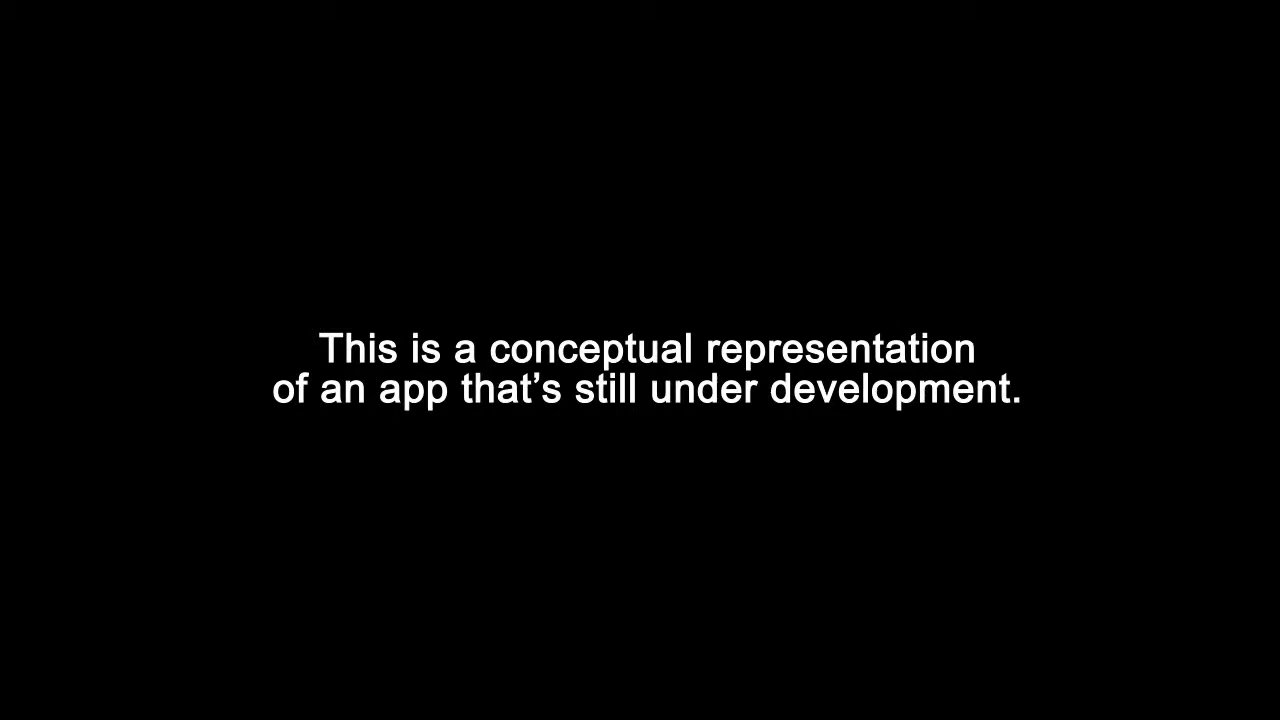 This is a conceptual representation
of an app that’s still under development.